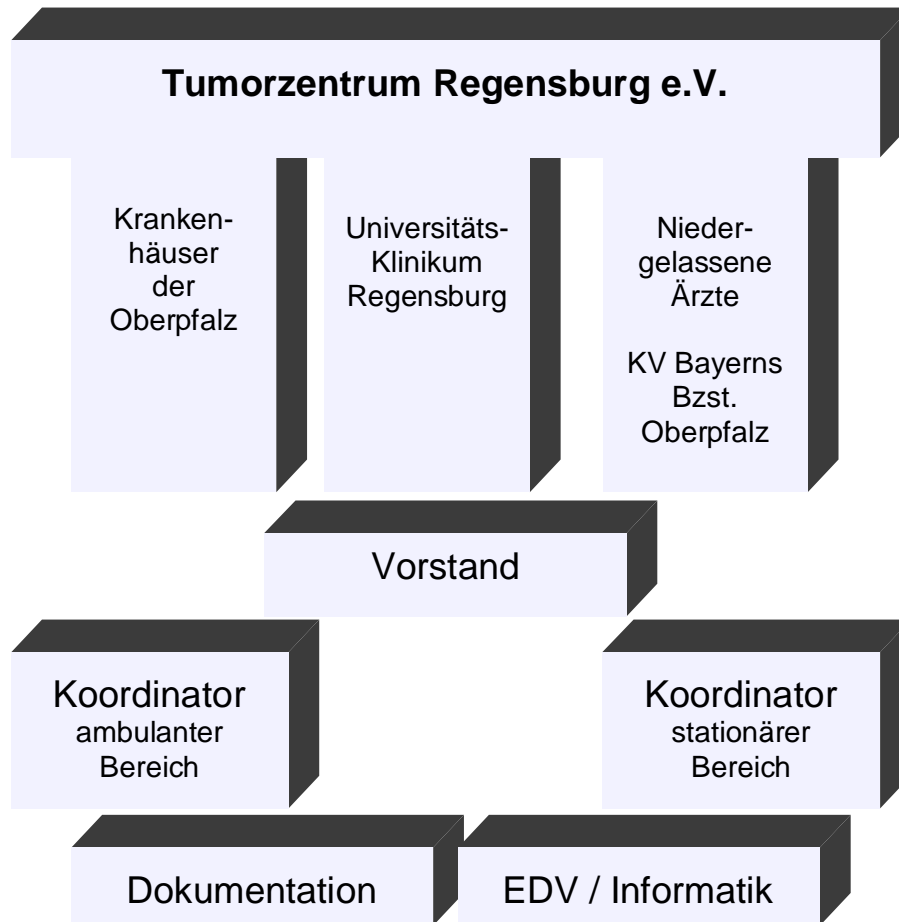 Tumorzentrum Regensburg e.V.
Kranken-
häuser
der
Oberpfalz
Universitäts-
Klinikum
Regensburg
Nieder-
gelassene
Ärzte
KV Bayerns
Bzst.
Oberpfalz
Vorstand
Koordinator
ambulanter
Bereich
Koordinator
stationärer
Bereich
Dokumentation
EDV / Informatik